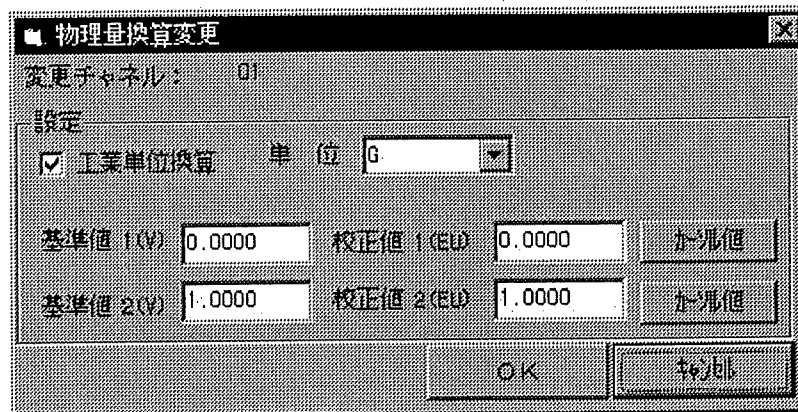 物理量換算変更
変更チャネル： 01
設定
工業単位換算 単 位 G
基準値 1(V) 0.0000 校正値 1(EU) 0.0000 ｶｰｿﾙ値
基準値 2(V) 1.0000 校正値 2(EU) 1.0000 ｶｰｿﾙ値
OK ｷｬﾝｾﾙ